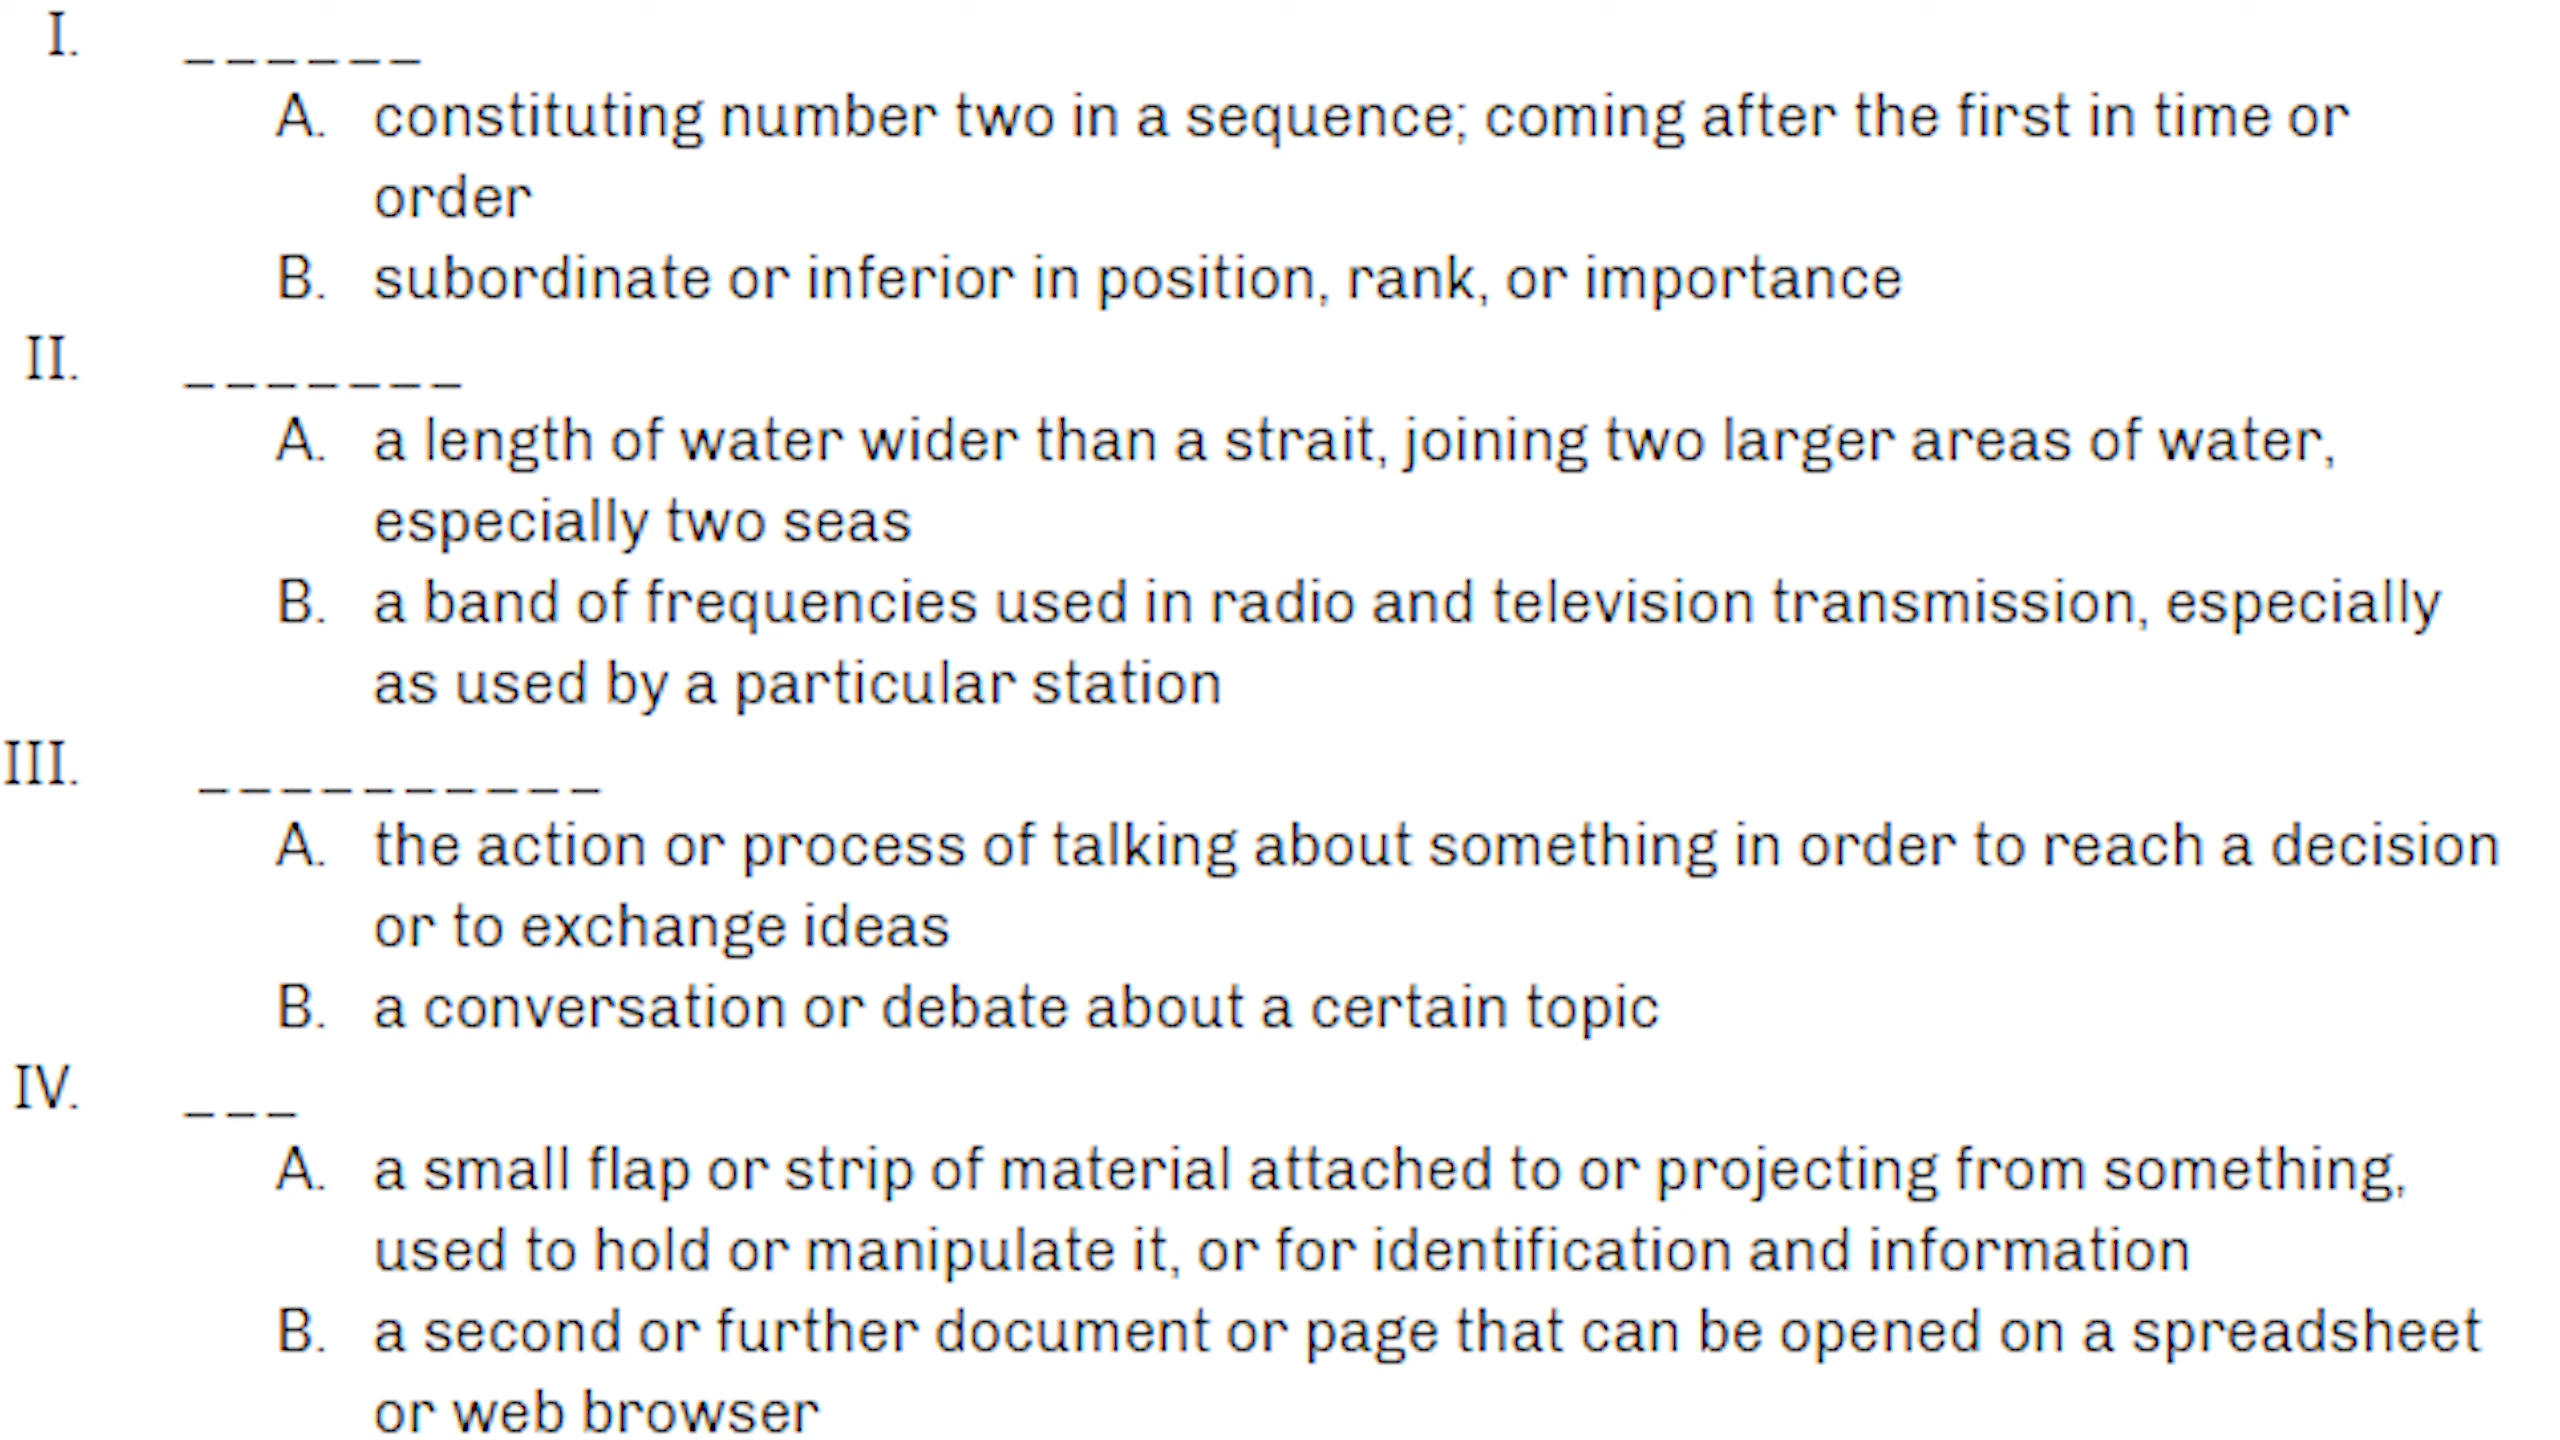 I. _ _ _ _ _ _
A. constituting number two in a sequence; coming after the first in time or
order
B. subordinate or inferior in position, rank, or importance
II. _ _ _ _ _ _ _
A. a length of water wider than a strait, joining two larger areas of water,
especially two seas
B. a band of frequencies used in radio and television transmission, especially
as used by a particular station
III. _ _ _ _ _ _ _ _ _ _
A. the action or process of talking about something in order to reach a decision
or to exchange ideas
B. a conversation or debate about a certain topic
IV. _ _ _
A. a small flap or strip of material attached to or projecting from something,
used to hold or manipulate it, or for identification and information
B. a second or further document or page that can be opened on a spreadsheet
or web browser